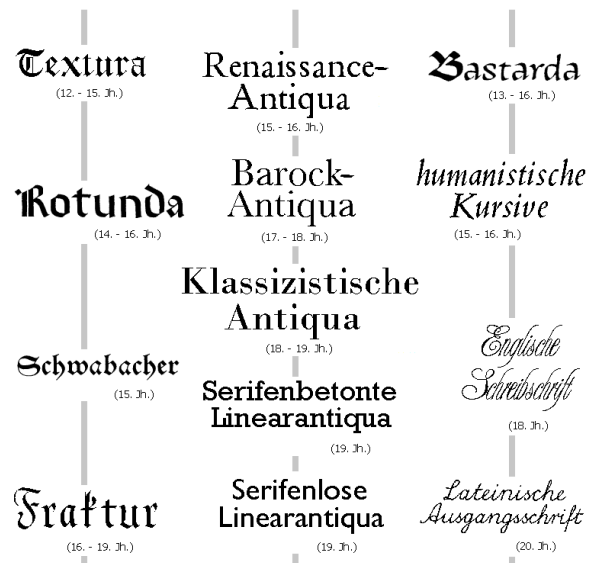 Textura
(12. - 15. Jh.)
Rotunda
(14. - 16. Jh.)
Schwabacher
(15. Jh.)
Fraktur
(16. - 19. Jh.)
Renaissance-
Antiqua
(15. - 16. Jh.)
Barock-
Antiqua
(17. - 18. Jh.)
Klassizistische
Antiqua
(18. - 19. Jh.)
Serifenbetonte
Linearantiqua
(19. Jh.)
Serifenlose
Linearantiqua
(19. Jh.)
Bastarda
(13. - 16. Jh.)
humanistische
Kursive
(15. - 16. Jh.)
Englische
Schreibschrift
(18. Jh.)
Lateinische
Ausgangsschrift
(20. Jh.)